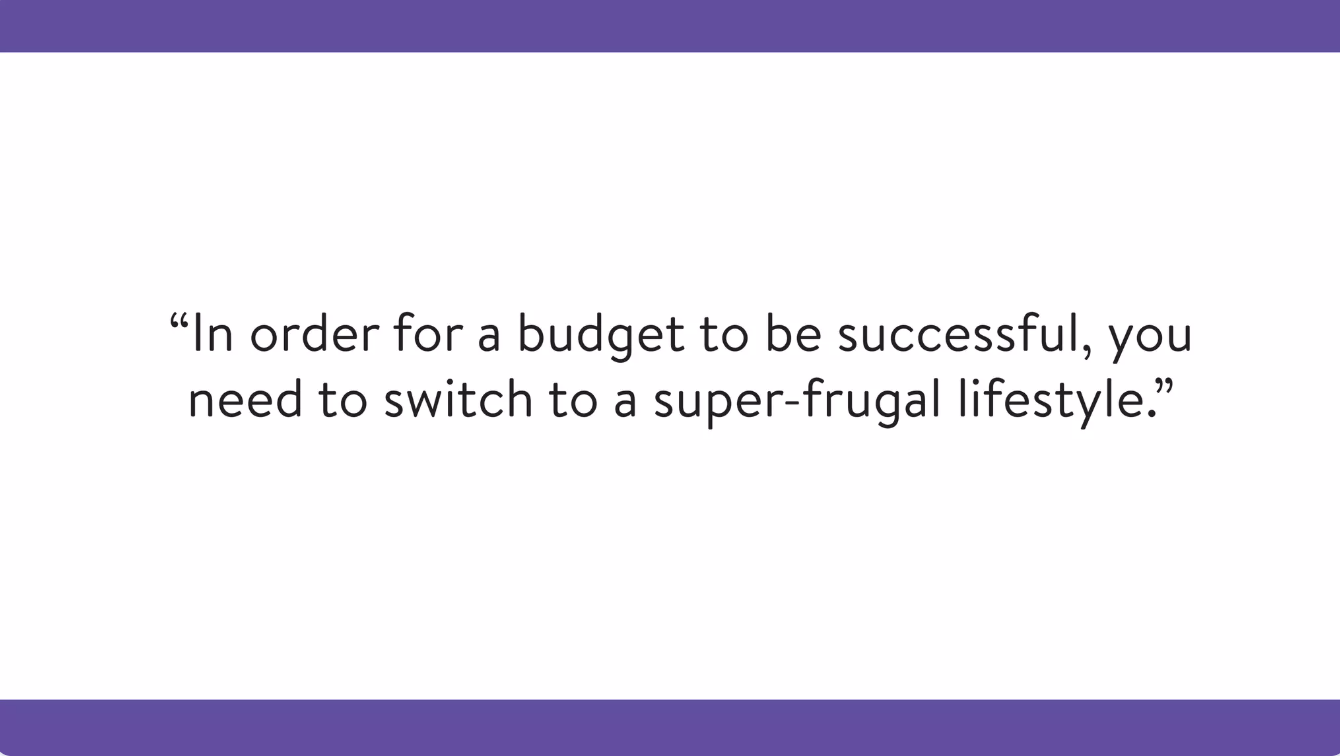 “In order for a budget to be successful, you
need to switch to a super-frugal lifestyle.”